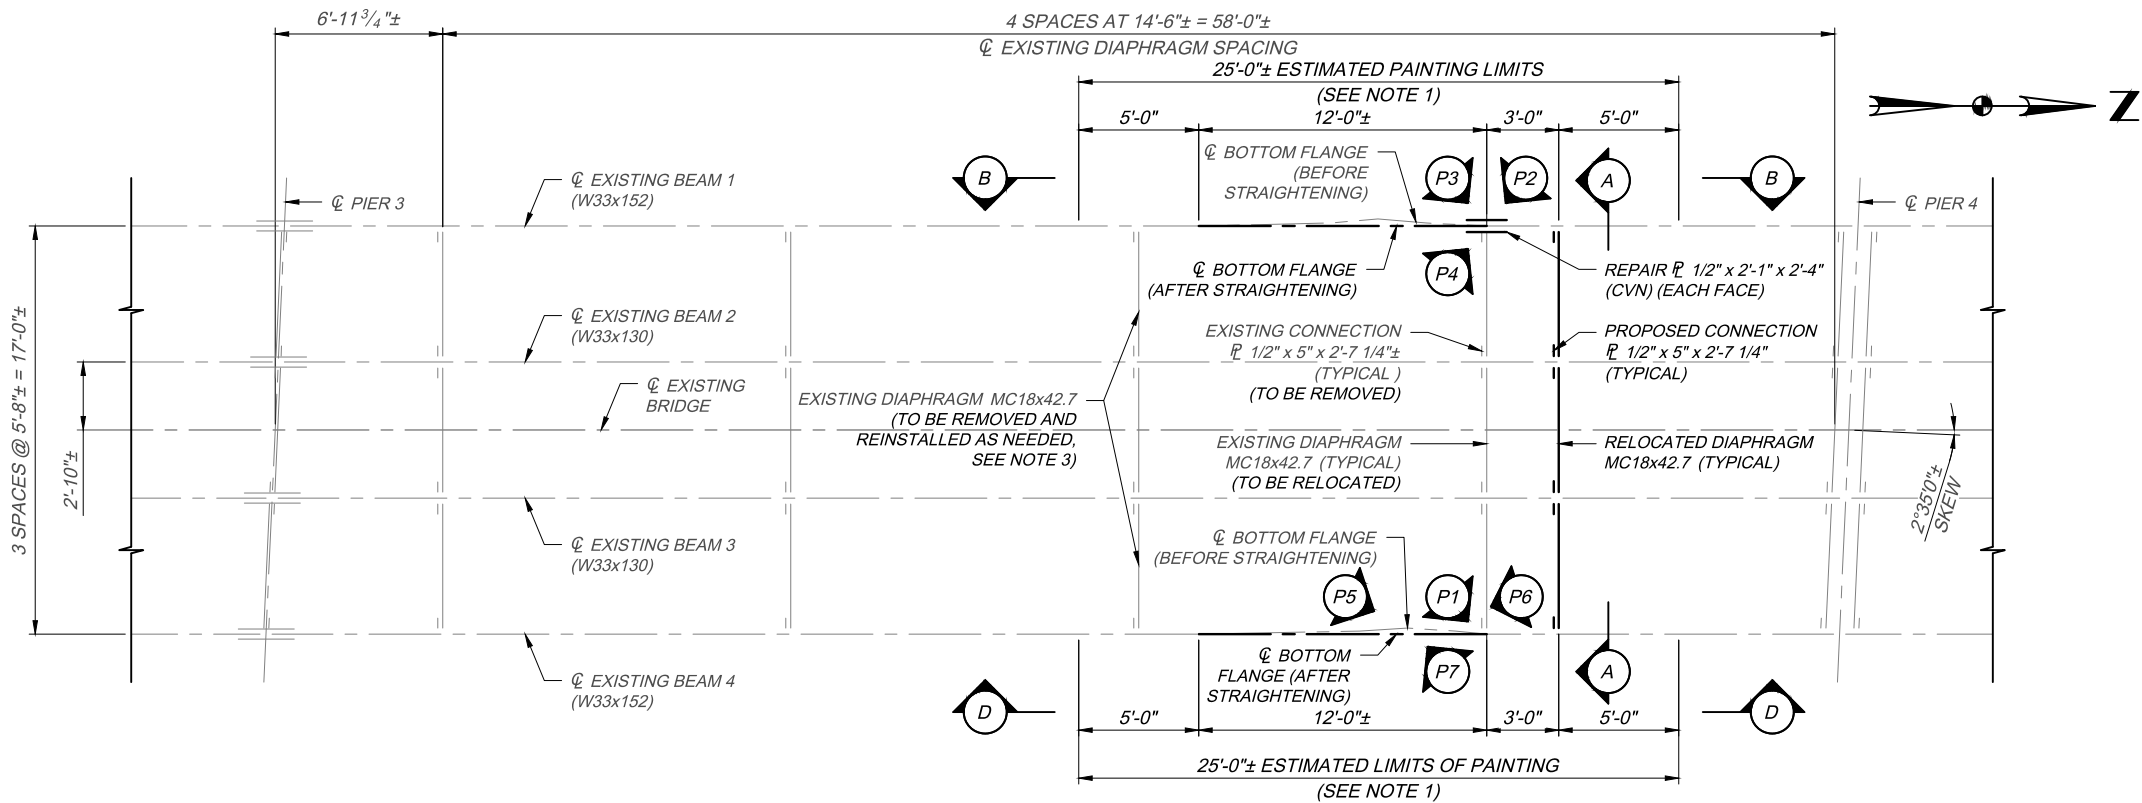 6'-11 3/4"±
4 SPACES AT 14'-6"± = 58'-0"±
℄ EXISTING DIAPHRAGM SPACING
25'-0"± ESTIMATED PAINTING LIMITS
(SEE NOTE 1)
5'-0"
12'-0"±
3'-0"
5'-0"
Z
℄ BOTTOM FLANGE
(BEFORE
STRAIGHTENING)
B
P3
P2
A
B
℄ EXISTING BEAM 1
(W33x152)
℄ PIER 3
℄ PIER 4
℄ BOTTOM FLANGE
(AFTER STRAIGHTENING)
P4
REPAIR ℙ 1/2" x 2'-1" x 2'-4"
(CVN) (EACH FACE)
℄ EXISTING BEAM 2
(W33x130)
EXISTING CONNECTION
ℙ 1/2" x 5" x 2'-7 1/4"±
(TYPICAL )
(TO BE REMOVED)
PROPOSED CONNECTION
ℙ 1/2" x 5" x 2'-7 1/4"
(TYPICAL)
3 SPACES @ 5'-8"± = 17'-0"±
2'-10"±
℄ EXISTING
BRIDGE
EXISTING DIAPHRAGM MC18x42.7
(TO BE REMOVED AND
REINSTALLED AS NEEDED,
SEE NOTE 3)
EXISTING DIAPHRAGM
MC18x42.7 (TYPICAL)
(TO BE RELOCATED)
RELOCATED DIAPHRAGM
MC18x42.7 (TYPICAL)
2°35'0"±
SKEW
℄ EXISTING BEAM 3
(W33x130)
℄ BOTTOM FLANGE
(BEFORE STRAIGHTENING)
P5
P1
P6
℄ BOTTOM
FLANGE (AFTER
STRAIGHTENING)
P7
A
℄ EXISTING BEAM 4
(W33x152)
D
D
5'-0"
12'-0"±
3'-0"
5'-0"
25'-0"± ESTIMATED LIMITS OF PAINTING
(SEE NOTE 1)